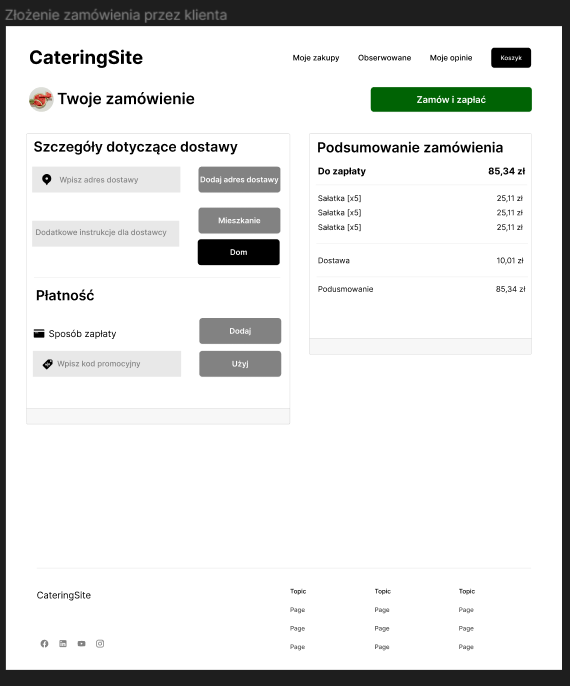 Złożenie zamówienia przez klienta
CateringSite
Moje zakupy Obserwowane Moje opinie Koszyk
Twoje zamówienie
Zamów i zapłać
Szczegóły dotyczące dostawy
Wpisz adres dostawy
Dodaj adres dostawy
Dodatkowe instrukcje dla dostawcy
Mieszkanie
Dom
Płatność
Sposób zapłaty
Dodaj
Wpisz kod promocyjny
Użyj
Podsumowanie zamówienia
Do zapłaty 85,34 zł
Sałatka [x5] 25,11 zł
Sałatka [x5] 25,11 zł
Sałatka [x5] 25,11 zł
Dostawa 10,01 zł
Podusmowanie 85,34 zł
CateringSite
Topic Topic Topic
Page Page Page
Page Page Page
Page Page Page